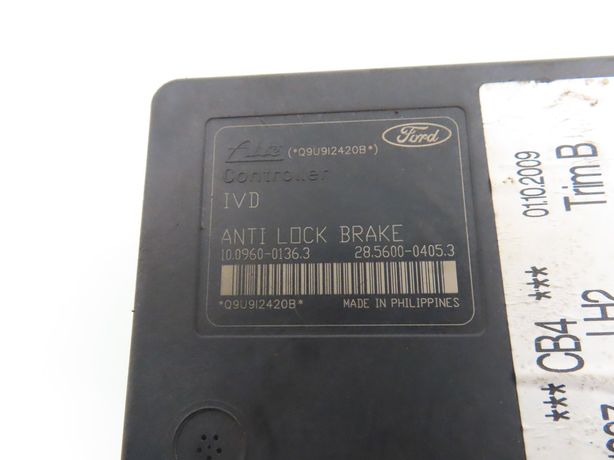 Ate (*Q9U9I2420B*) Ford
Controller
IVD
ANTI LOCK BRAKE
10.0960-0136.3 28.5600-0405.3
*Q9U9I2420B* MADE IN PHILIPPINES
01.10.2009
Trim.B
*** CB4 ***
LH2